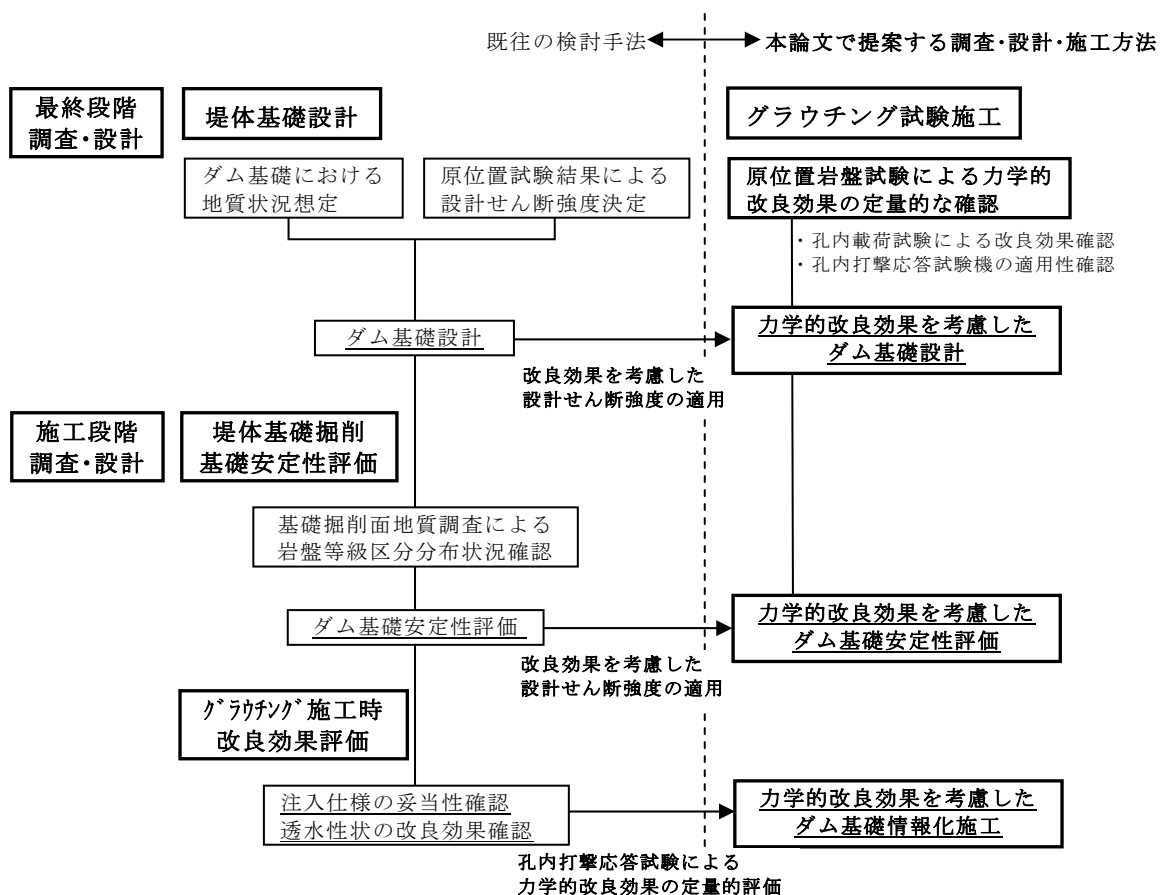 既往の検討手法
本論文で提案する調査・設計・施工方法
最終段階
調査・設計
堤体基礎設計
グラウチング試験施工
ダム基礎における
地質状況想定
原位置試験結果による
設計せん断強度決定
原位置岩盤試験による力学的
改良効果の定量的な確認
・孔内載荷試験による改良効果確認
・孔内打撃応答試験機の適用性確認
ダム基礎設計
力学的改良効果を考慮した
ダム基礎設計
改良効果を考慮した
設計せん断強度の適用
施工段階
調査・設計
堤体基礎掘削
基礎安定性評価
基礎掘削面地質調査による
岩盤等級区分分布状況確認
ダム基礎安定性評価
力学的改良効果を考慮した
ダム基礎安定性評価
改良効果を考慮した
設計せん断強度の適用
ｸﾞﾗｳﾁﾝｸﾞ施工時
改良効果評価
注入仕様の妥当性確認
透水性状の改良効果確認
力学的改良効果を考慮した
ダム基礎情報化施工
孔内打撃応答試験による
力学的改良効果の定量的評価